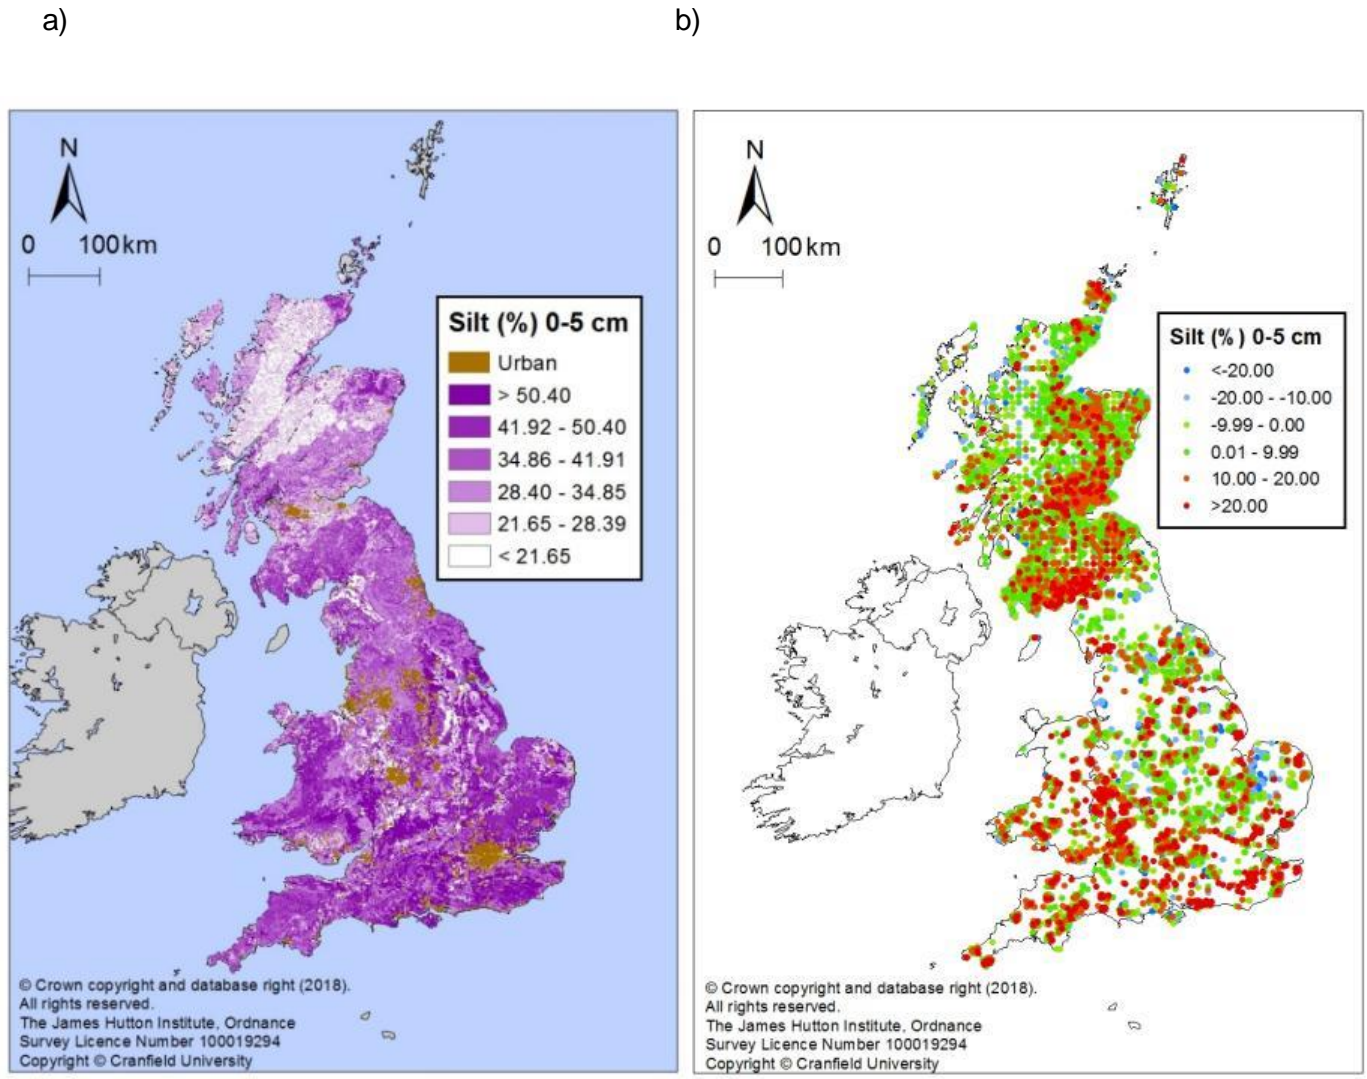 a)
b)
N
0 100km
Silt (%) 0-5 cm
Urban
> 50.40
41.92 - 50.40
34.86 - 41.91
28.40 - 34.85
21.65 - 28.39
< 21.65
© Crown copyright and database right (2018).
All rights reserved.
The James Hutton Institute, Ordnance
Survey Licence Number 100019294
Copyright © Cranfield University
N
0 100km
Silt (%) 0-5 cm
<-20.00
-20.00 - -10.00
-9.99 - 0.00
0.01 - 9.99
10.00 - 20.00
>20.00
© Crown copyright and database right (2018).
All rights reserved.
The James Hutton Institute, Ordnance
Survey Licence Number 100019294
Copyright © Cranfield University